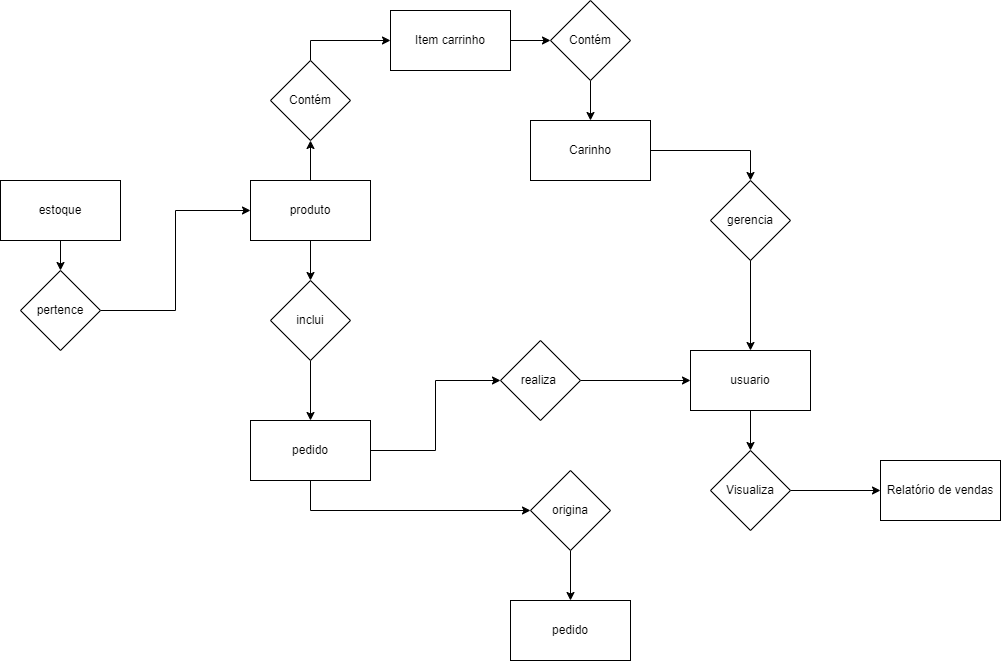 Item carrinho
Contém
Contém
Carinho
estoque
produto
gerencia
pertence
inclui
realiza
usuario
pedido
Visualiza
Relatório de vendas
origina
pedido